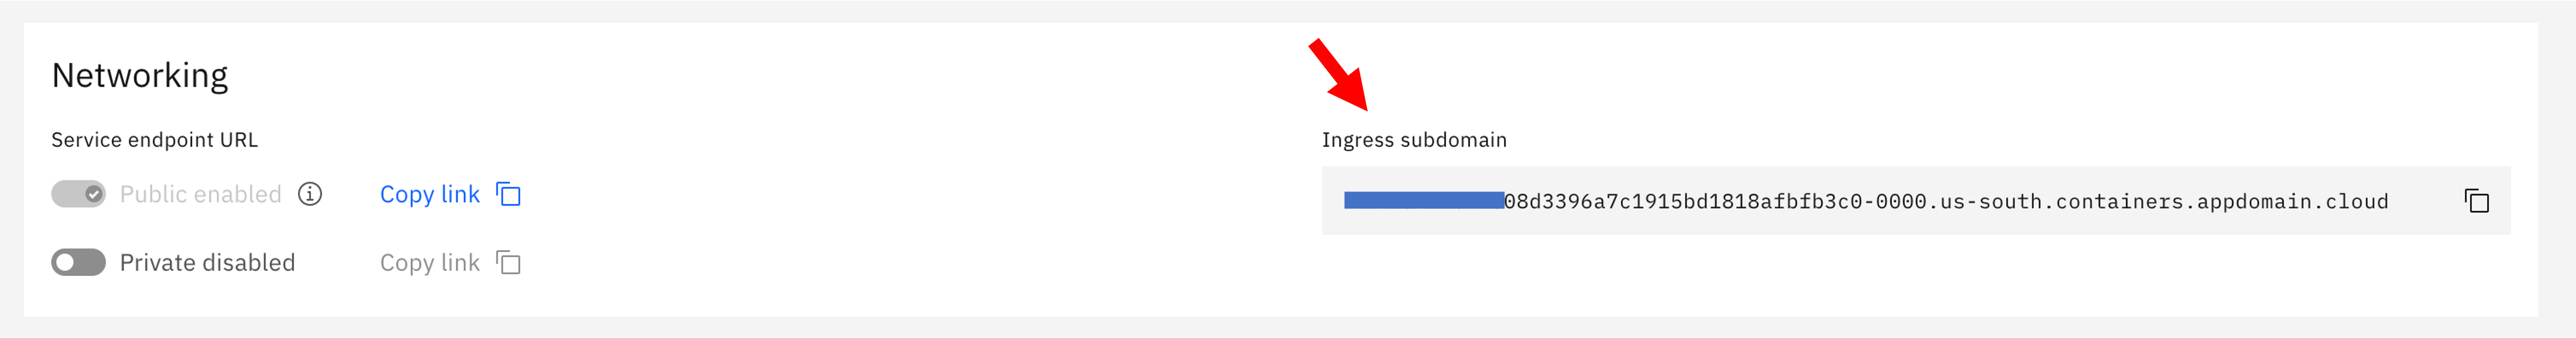 Networking
Service endpoint URL
Public enabled Copy link
Private disabled Copy link
Ingress subdomain
08d3396a7c1915bd1818afbfb3c0-0000.us-south.containers.appdomain.cloud